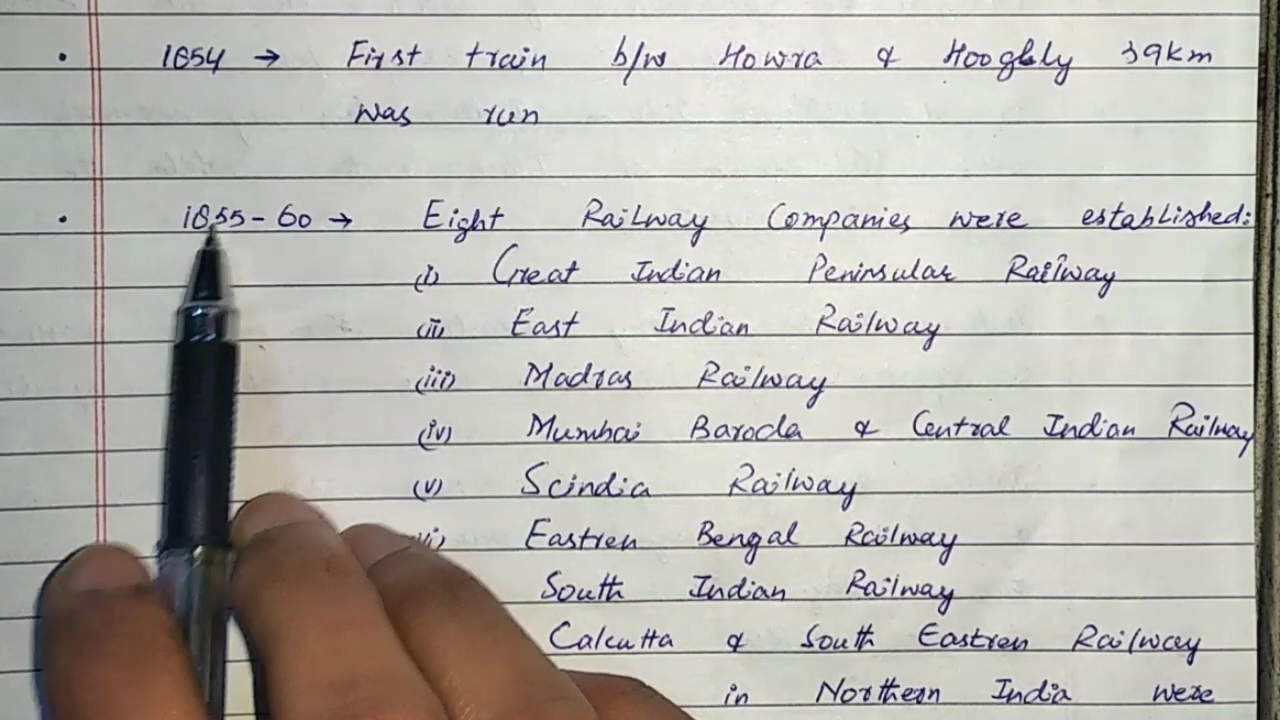 • 1854 → First train b/w Howra & Hooghly 39km
was run
• 1855-60 → Eight Railway Companies were established:
(i) Great Indian Peninsular Railway
(ii) East Indian Railway
(iii) Madras Railway
(iv) Mumbai Baroda & Central Indian Railway
(v) Scindia Railway
Eastren Bengal Railway
South Indian Railway
Calcutta & South Eastren Railway
in Northern India were